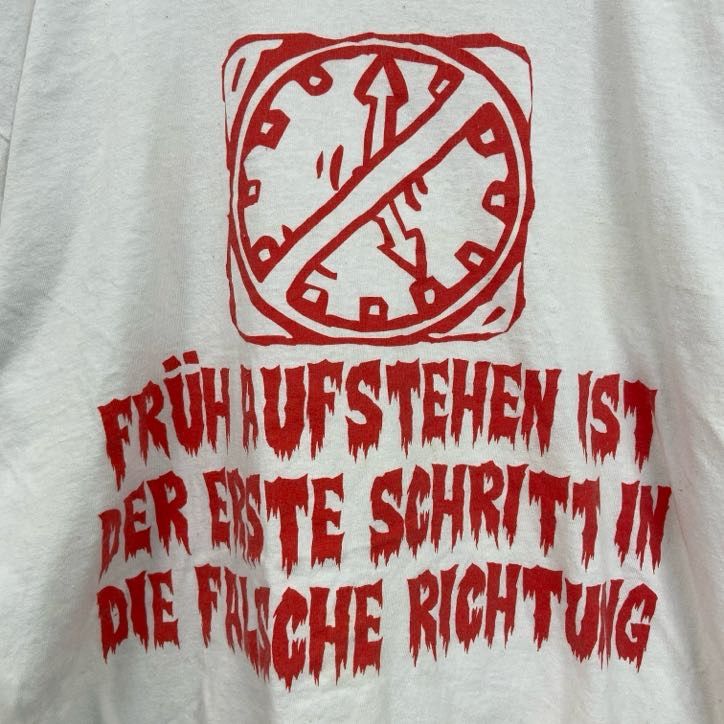 FRÜH AUFSTEHEN IST
DER ERSTE SCHRITT IN
DIE FALSCHE RICHTUNG